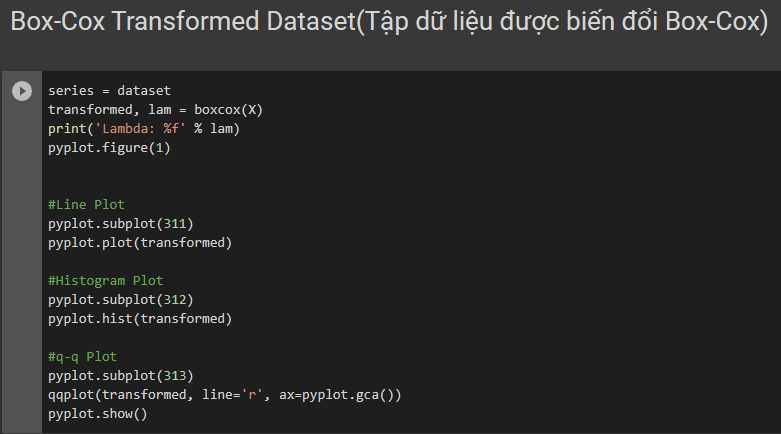 Box-Cox Transformed Dataset(Tập dữ liệu được biến đổi Box-Cox)
series = dataset
transformed, lam = boxcox(X)
print('Lambda: %f' % lam)
pyplot.figure(1)
#Line Plot
pyplot.subplot(311)
pyplot.plot(transformed)
#Histogram Plot
pyplot.subplot(312)
pyplot.hist(transformed)
#q-q Plot
pyplot.subplot(313)
qqplot(transformed, line='r', ax=pyplot.gca())
pyplot.show()